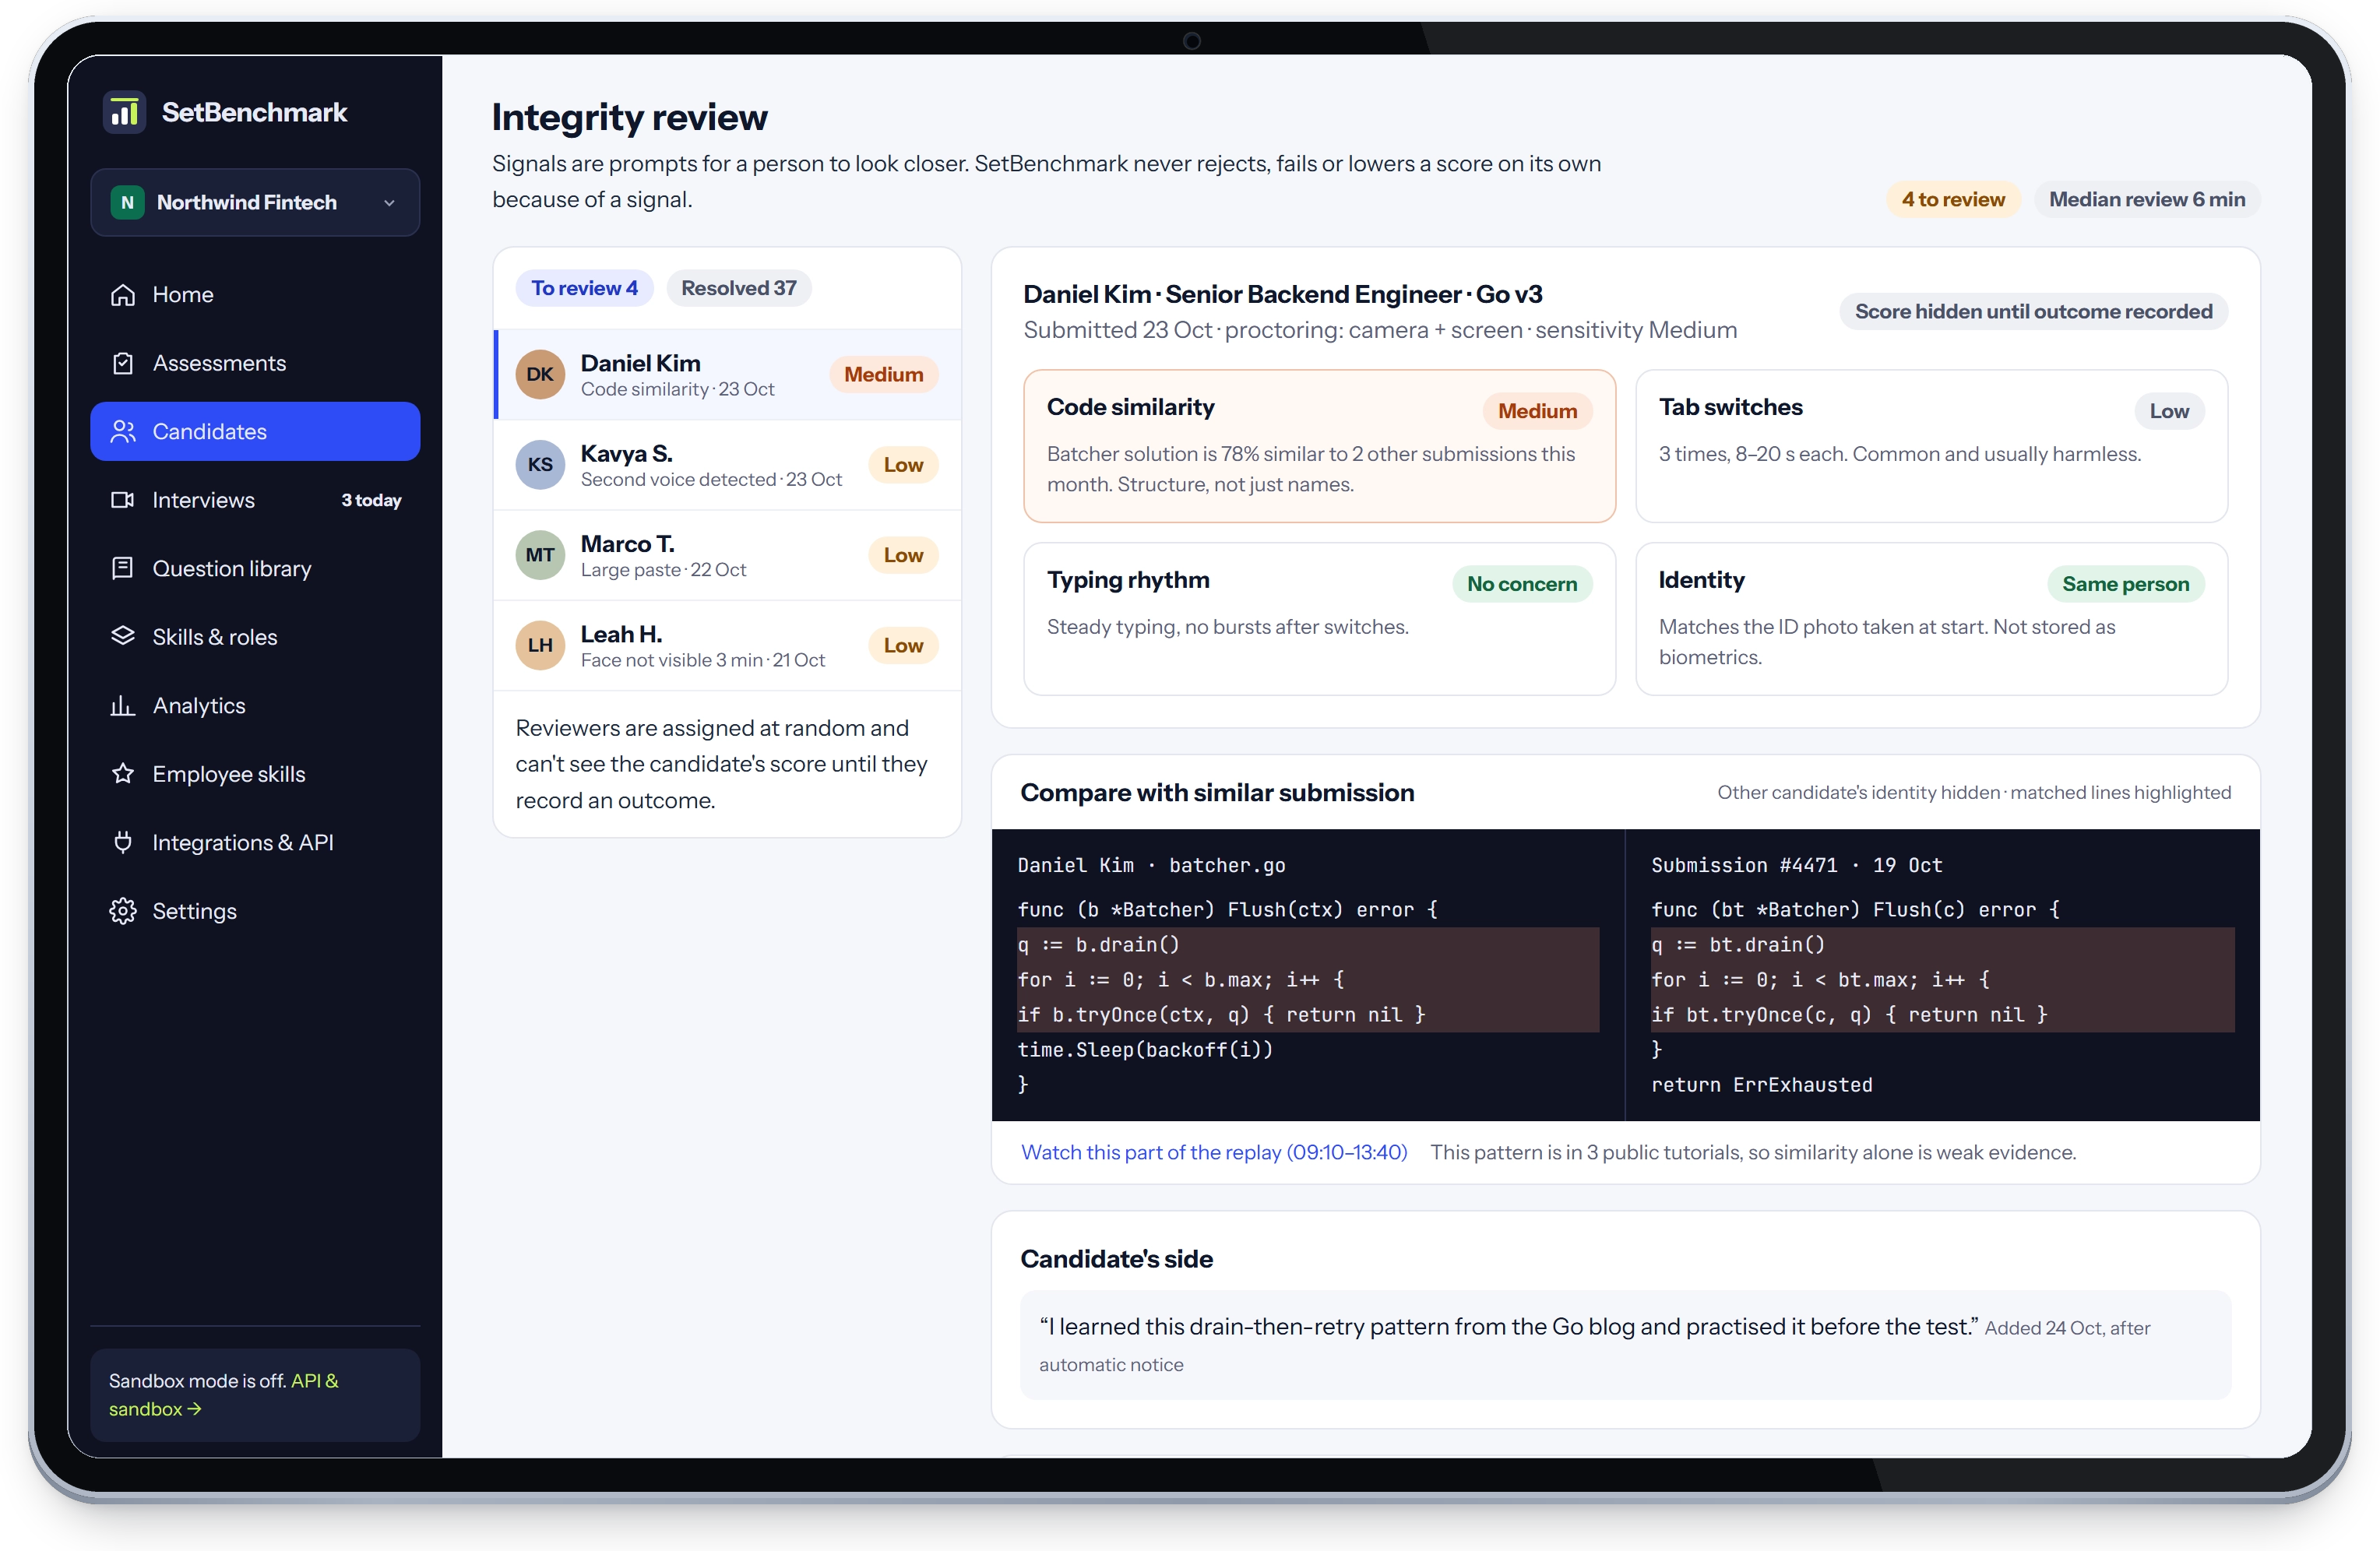 SetBenchmark
N Northwind Fintech
Home
Assessments
Candidates
Interviews 3 today
Question library
Skills & roles
Analytics
Employee skills
Integrations & API
Settings
Sandbox mode is off. API &
sandbox →
Integrity review
Signals are prompts for a person to look closer. SetBenchmark never rejects, fails or lowers a score on its own
because of a signal.
4 to review Median review 6 min
To review 4 Resolved 37
DK Daniel Kim Medium
Code similarity · 23 Oct
KS Kavya S. Low
Second voice detected · 23 Oct
MT Marco T. Low
Large paste · 22 Oct
LH Leah H. Low
Face not visible 3 min · 21 Oct
Reviewers are assigned at random and
can't see the candidate's score until they
record an outcome.
Daniel Kim · Senior Backend Engineer · Go v3
Submitted 23 Oct · proctoring: camera + screen · sensitivity Medium
Score hidden until outcome recorded
Code similarity Medium
Batcher solution is 78% similar to 2 other submissions this
month. Structure, not just names.
Tab switches Low
3 times, 8–20 s each. Common and usually harmless.
Typing rhythm No concern
Steady typing, no bursts after switches.
Identity Same person
Matches the ID photo taken at start. Not stored as
biometrics.
Compare with similar submission
Other candidate's identity hidden · matched lines highlighted
Daniel Kim · batcher.go
func (b *Batcher) Flush(ctx) error {
q := b.drain()
for i := 0; i < b.max; i++ {
if b.tryOnce(ctx, q) { return nil }
time.Sleep(backoff(i))
}
Submission #4471 · 19 Oct
func (bt *Batcher) Flush(c) error {
q := bt.drain()
for i := 0; i < bt.max; i++ {
if bt.tryOnce(c, q) { return nil }
}
return ErrExhausted
Watch this part of the replay (09:10–13:40) This pattern is in 3 public tutorials, so similarity alone is weak evidence.
Candidate's side
“I learned this drain-then-retry pattern from the Go blog and practised it before the test.” Added 24 Oct, after
automatic notice